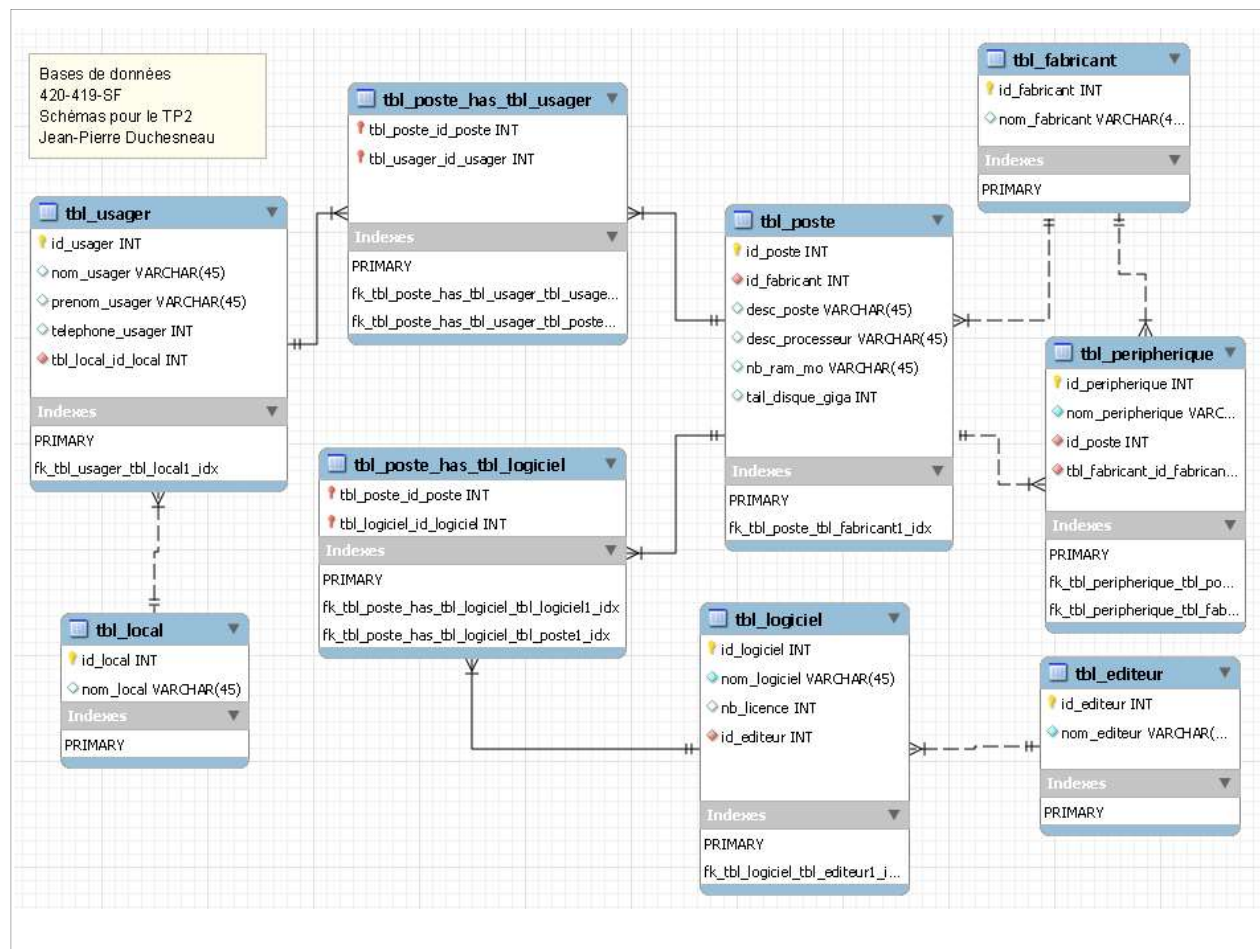 Bases de données
420-419-SF
Schémas pour le TP2
Jean-Pierre Duchesneau
tbl_poste_has_tbl_usager
tbl_poste_id_poste INT
tbl_usager_id_usager INT
Indexes
PRIMARY
fk_tbl_poste_has_tbl_usager_tbl_usage...
fk_tbl_poste_has_tbl_usager_tbl_poste...
tbl_fabricant
id_fabricant INT
nom_fabricant VARCHAR(4...
Indexes
PRIMARY
tbl_usager
id_usager INT
nom_usager VARCHAR(45)
prenom_usager VARCHAR(45)
telephone_usager INT
tbl_local_id_local INT
Indexes
PRIMARY
fk_tbl_usager_tbl_local1_idx
tbl_poste
id_poste INT
id_fabricant INT
desc_poste VARCHAR(45)
desc_processeur VARCHAR(45)
nb_ram_mo VARCHAR(45)
tail_disque_giga INT
Indexes
PRIMARY
fk_tbl_poste_tbl_fabricant1_idx
tbl_peripherique
id_peripherique INT
nom_peripherique VARC...
id_poste INT
tbl_fabricant_id_fabrican...
Indexes
PRIMARY
fk_tbl_peripherique_tbl_po...
fk_tbl_peripherique_tbl_fab...
tbl_poste_has_tbl_logiciel
tbl_poste_id_poste INT
tbl_logiciel_id_logiciel INT
Indexes
PRIMARY
fk_tbl_poste_has_tbl_logiciel_tbl_logiciel1_idx
fk_tbl_poste_has_tbl_logiciel_tbl_poste1_idx
tbl_local
id_local INT
nom_local VARCHAR(45)
Indexes
PRIMARY
tbl_logiciel
id_logiciel INT
nom_logiciel VARCHAR(45)
nb_licence INT
id_editeur INT
Indexes
PRIMARY
fk_tbl_logiciel_tbl_editeur1_i...
tbl_editeur
id_editeur INT
nom_editeur VARCHAR(...
Indexes
PRIMARY